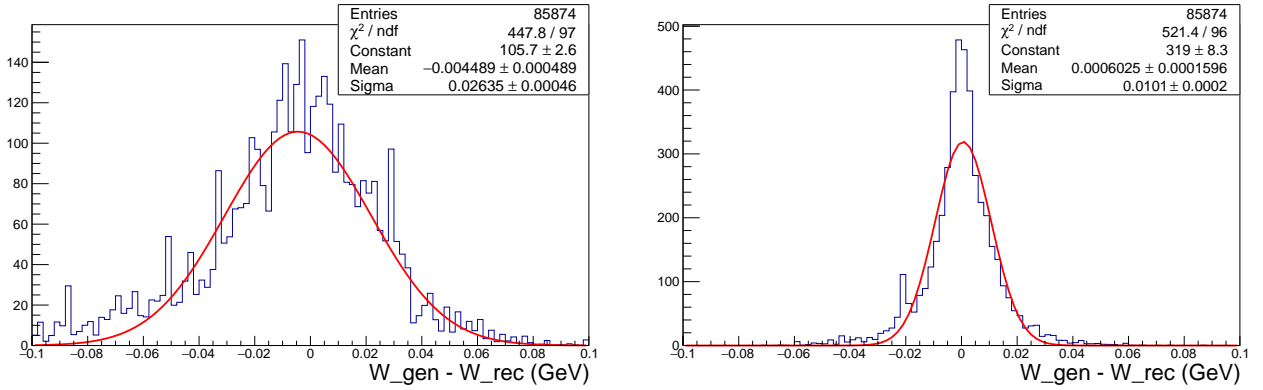 Entries 85874
χ² / ndf 447.8 / 97
Constant 105.7 ± 2.6
Mean −0.004489 ± 0.000489
Sigma 0.02635 ± 0.00046
140
120
100
80
60
40
20
0
−0.1 −0.08 −0.06 −0.04 −0.02 0 0.02 0.04 0.06 0.08 0.1
W_gen - W_rec (GeV)
Entries 85874
χ² / ndf 521.4 / 96
Constant 319 ± 8.3
Mean 0.0006025 ± 0.0001596
Sigma 0.0101 ± 0.0002
500
400
300
200
100
0
−0.1 −0.08 −0.06 −0.04 −0.02 0 0.02 0.04 0.06 0.08 0.1
W_gen - W_rec (GeV)